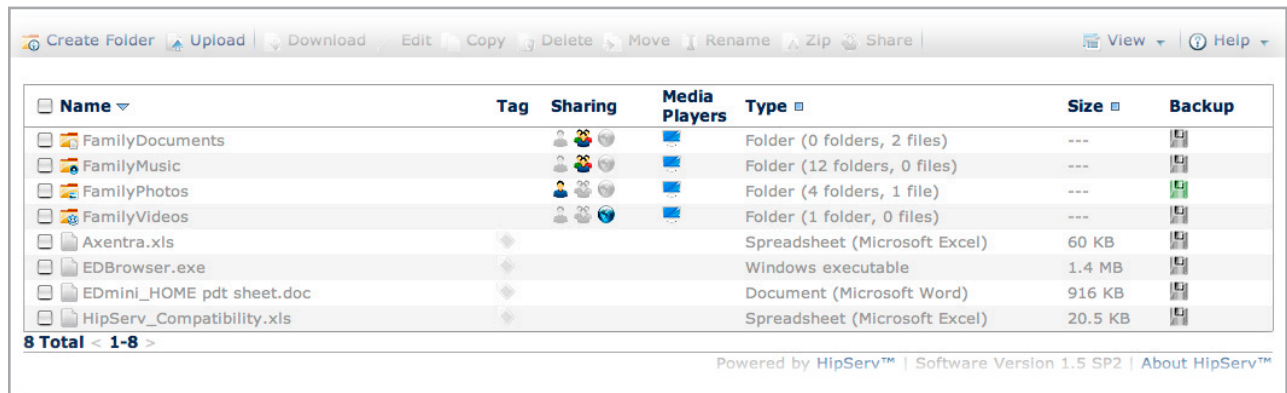 Create Folder Upload Download Edit Copy Delete Move Rename Zip Share View Help
Name Tag Sharing Media Players Type Size Backup
FamilyDocuments Folder (0 folders, 2 files) ---
FamilyMusic Folder (12 folders, 0 files) ---
FamilyPhotos Folder (4 folders, 1 file) ---
FamilyVideos Folder (1 folder, 0 files) ---
Axentra.xls Spreadsheet (Microsoft Excel) 60 KB
EDBrowser.exe Windows executable 1.4 MB
EDmini_HOME pdt sheet.doc Document (Microsoft Word) 916 KB
HipServ_Compatibility.xls Spreadsheet (Microsoft Excel) 20.5 KB
8 Total < 1-8 >
Powered by HipServ™ | Software Version 1.5 SP2 | About HipServ™